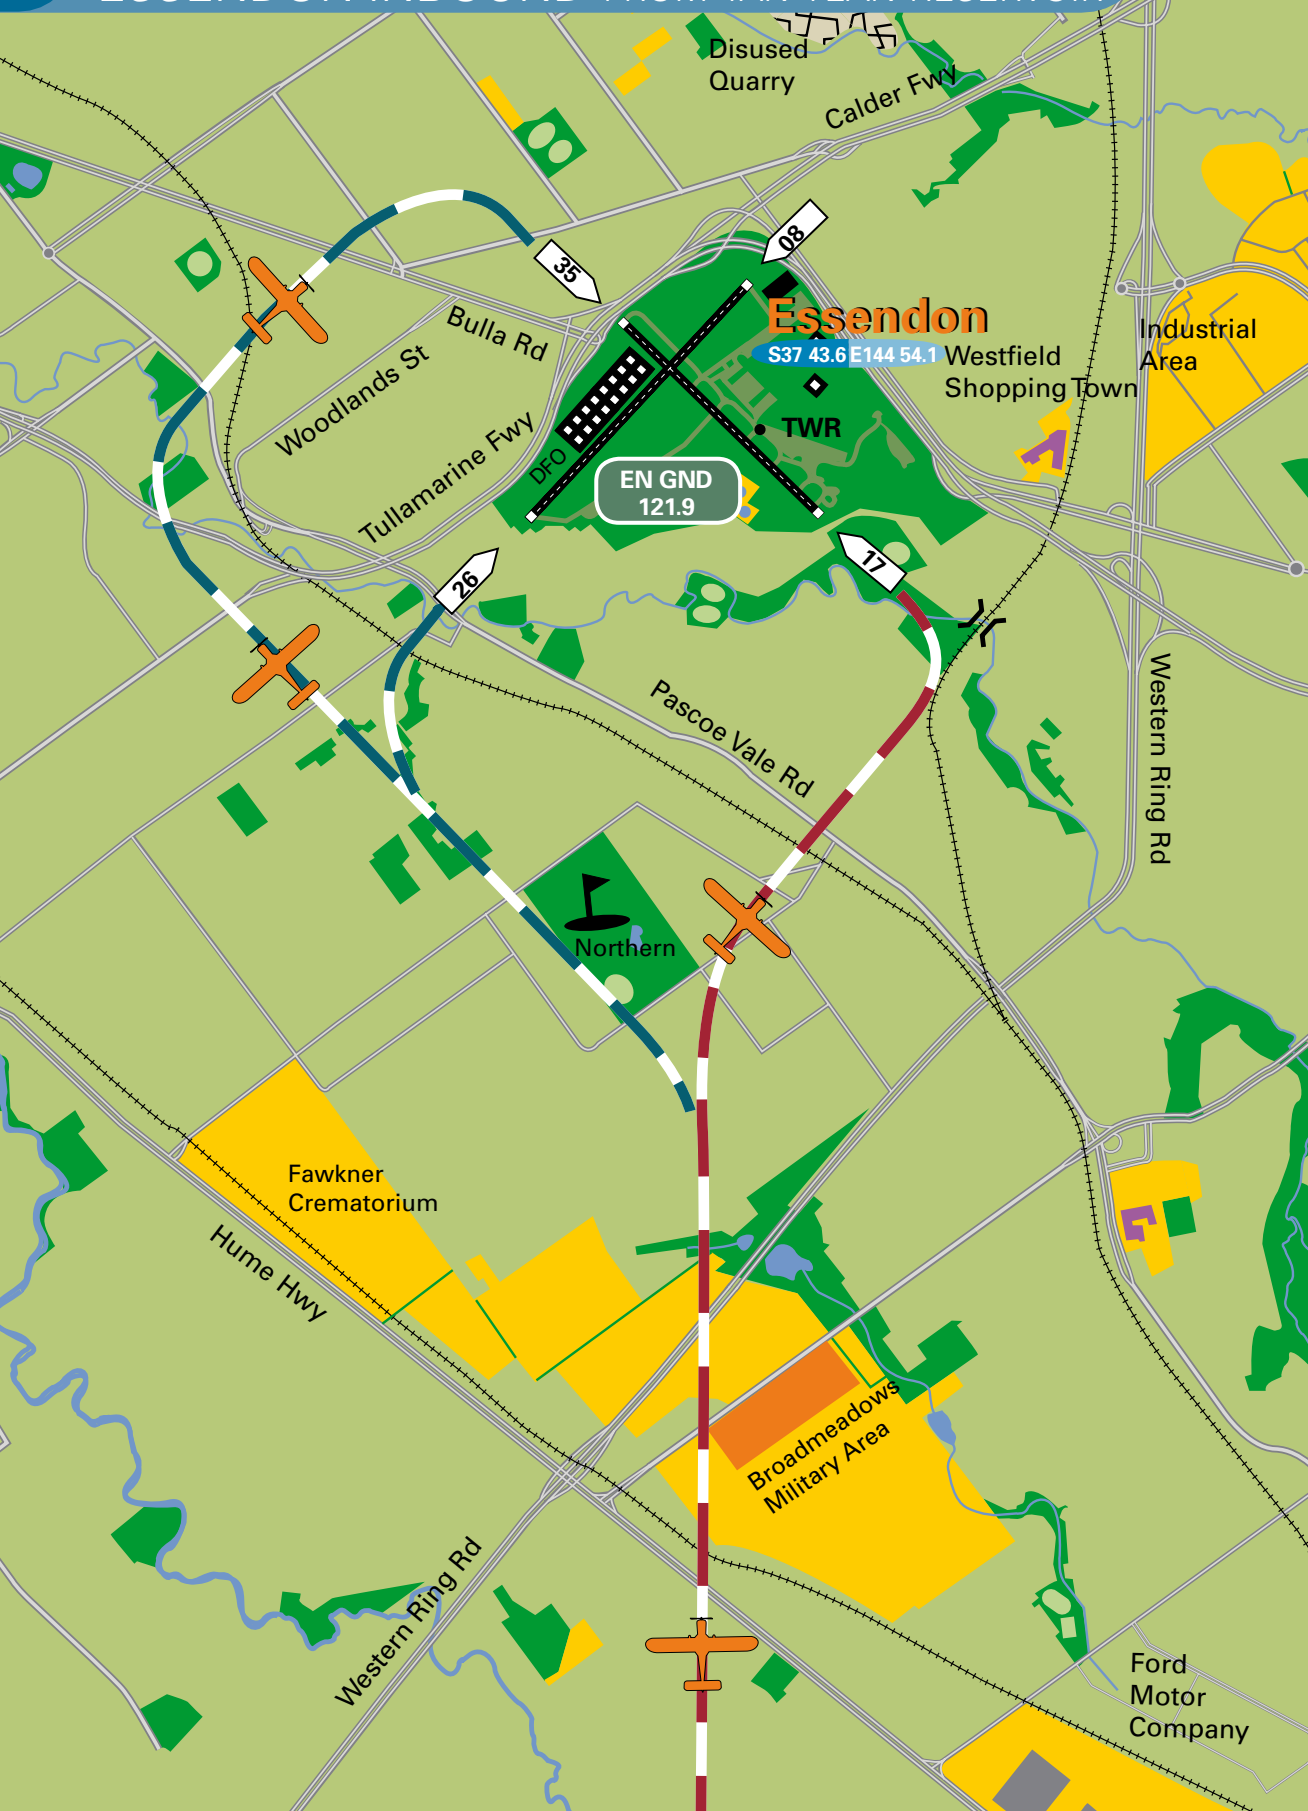 Disused
Quarry
Calder Fwy
08
35
Essendon
S37 43.6 E144 54.1
Bulla Rd
Industrial
Area
Westfield
Shopping Town
Woodlands St
TWR
Tullamarine Fwy
DFO
EN GND
121.9
17
26
Pascoe Vale Rd
Western Ring Rd
Northern
Fawkner
Crematorium
Hume Hwy
Broadmeadows
Military Area
Western Ring Rd
Ford
Motor
Company